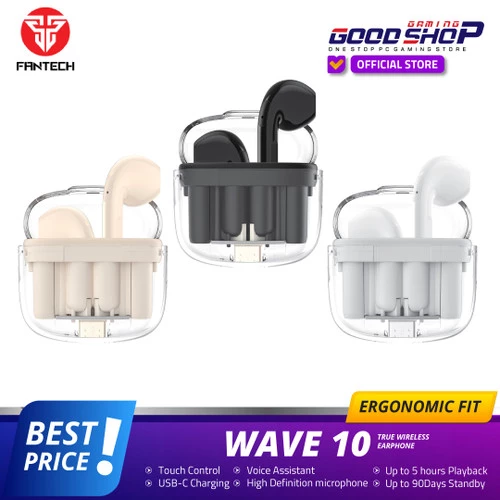 FANTECH
GAMING
GOOD SHOP
ONE STOP PC GAMING STORE
OFFICIAL STORE
ERGONOMIC FIT
BEST PRICE!
WAVE 10
TRUE WIRELESS EARPHONE
Touch Control
Voice Assistant
Up to 5 hours Playback
USB-C Charging
High Definition microphone
Up to 90Days Standby